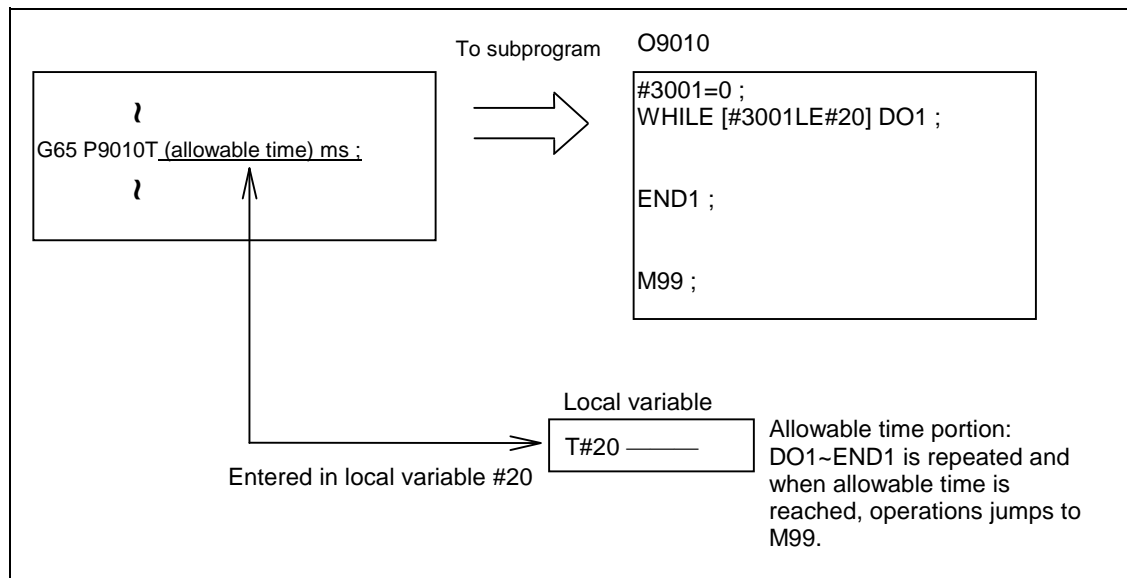 To subprogram
O9010
~
G65 P9010T (allowable time) ms ;
~
#3001=0 ;
WHILE [#3001LE#20] DO1 ;
END1 ;
M99 ;
Local variable
T#20
Entered in local variable #20
Allowable time portion:
DO1~END1 is repeated and
when allowable time is
reached, operations jumps to
M99.